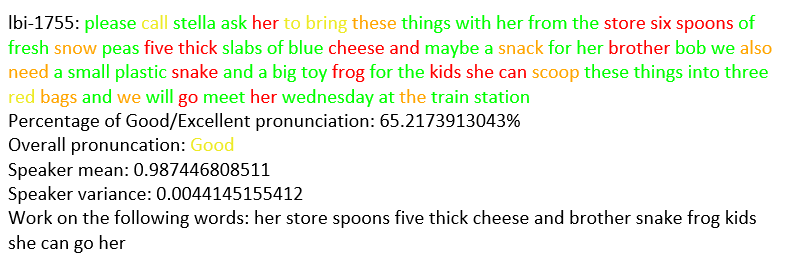 lbi-1755: please call stella ask her to bring these things with her from the store six spoons of
fresh snow peas five thick slabs of blue cheese and maybe a snack for her brother bob we also
need a small plastic snake and a big toy frog for the kids she can scoop these things into three
red bags and we will go meet her wednesday at the train station
Percentage of Good/Excellent pronunciation: 65.2173913043%
Overall pronuncation: Good
Speaker mean: 0.987446808511
Speaker variance: 0.0044145155412
Work on the following words: her store spoons five thick cheese and brother snake frog kids
she can go her